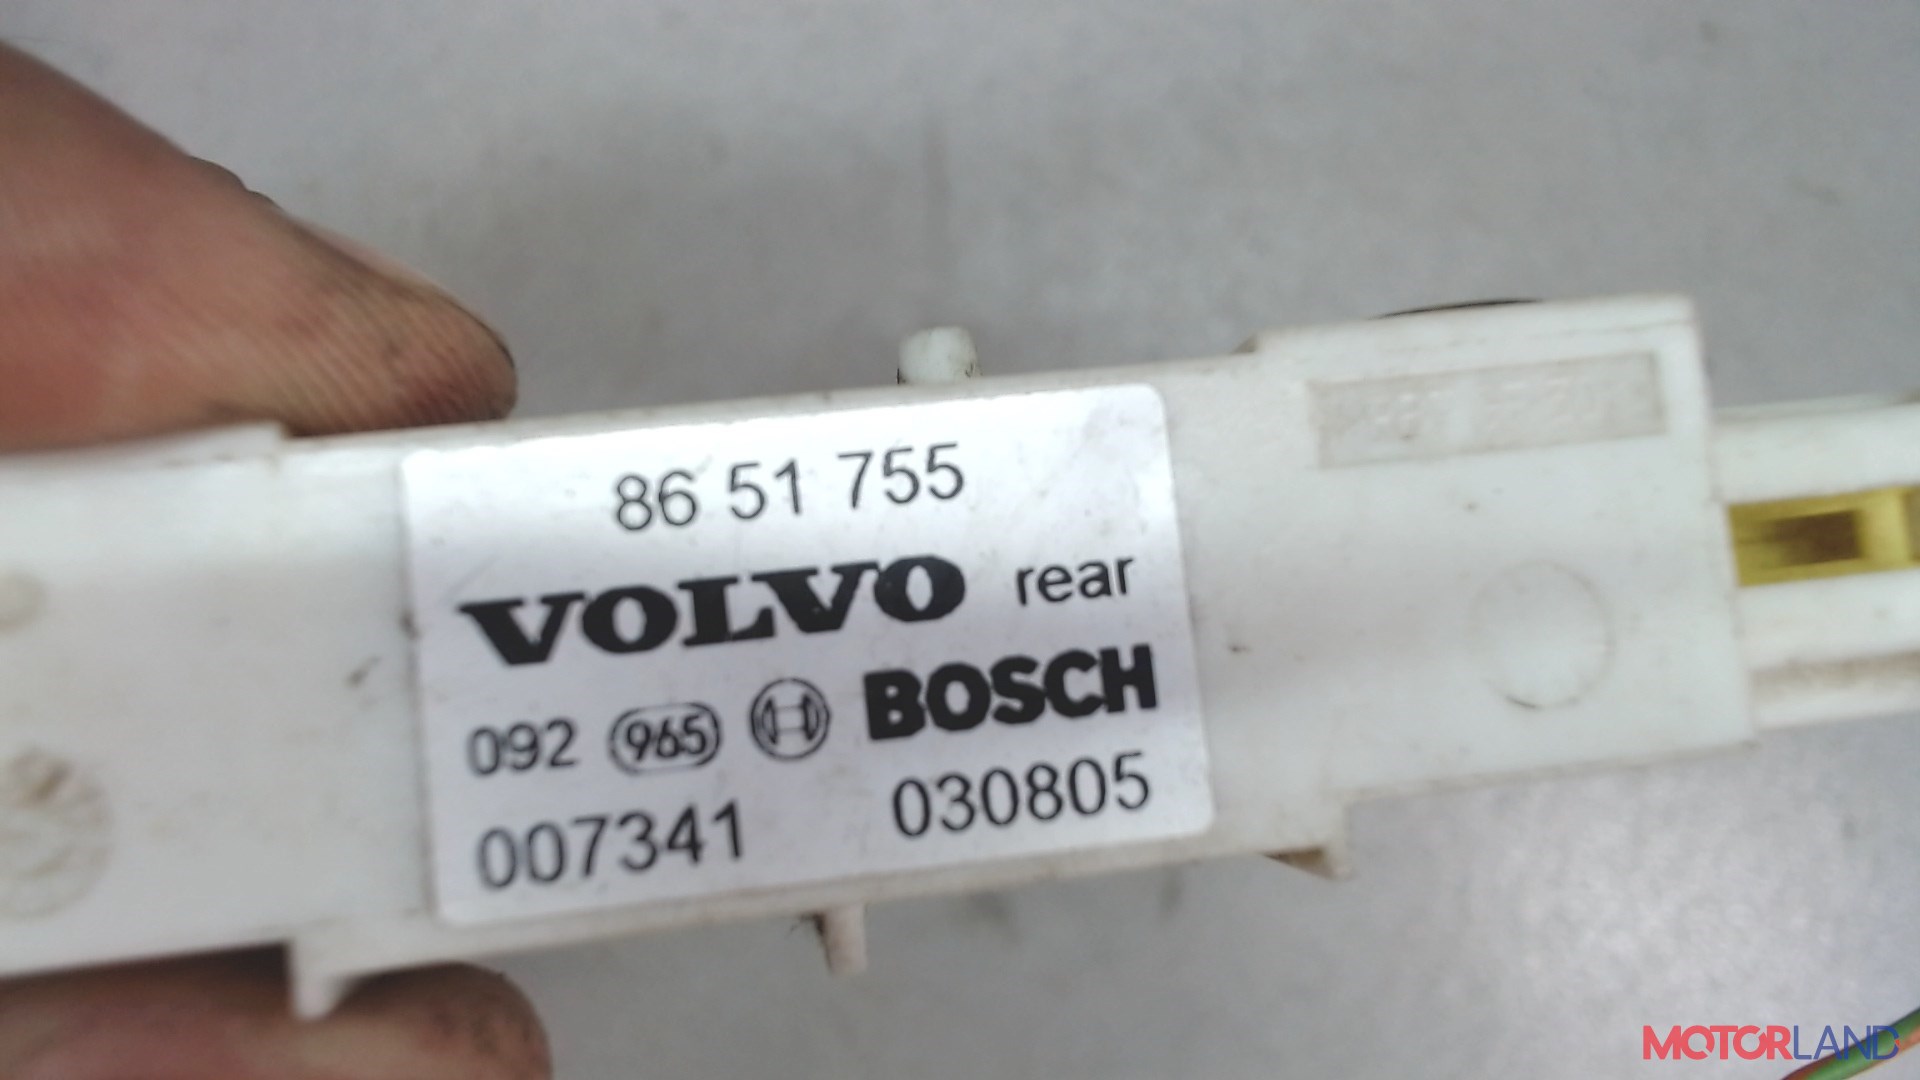 86 51 755
VOLVO rear
092 965 BOSCH
007341 030805
MOTORLAND